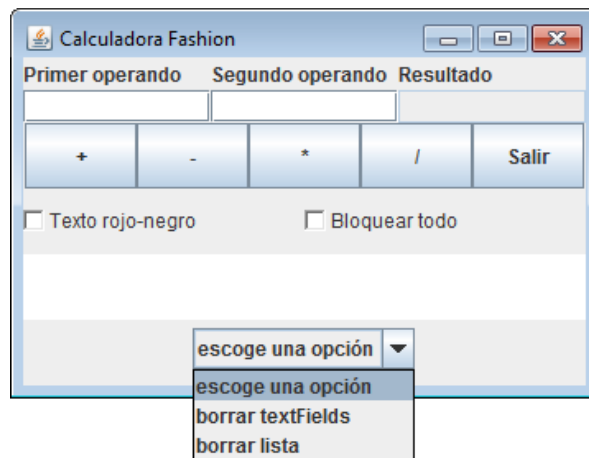 Calculadora Fashion
Primer operando Segundo operando Resultado
+ - * / Salir
Texto rojo-negro Bloquear todo
escoge una opción
escoge una opción
borrar textFields
borrar lista